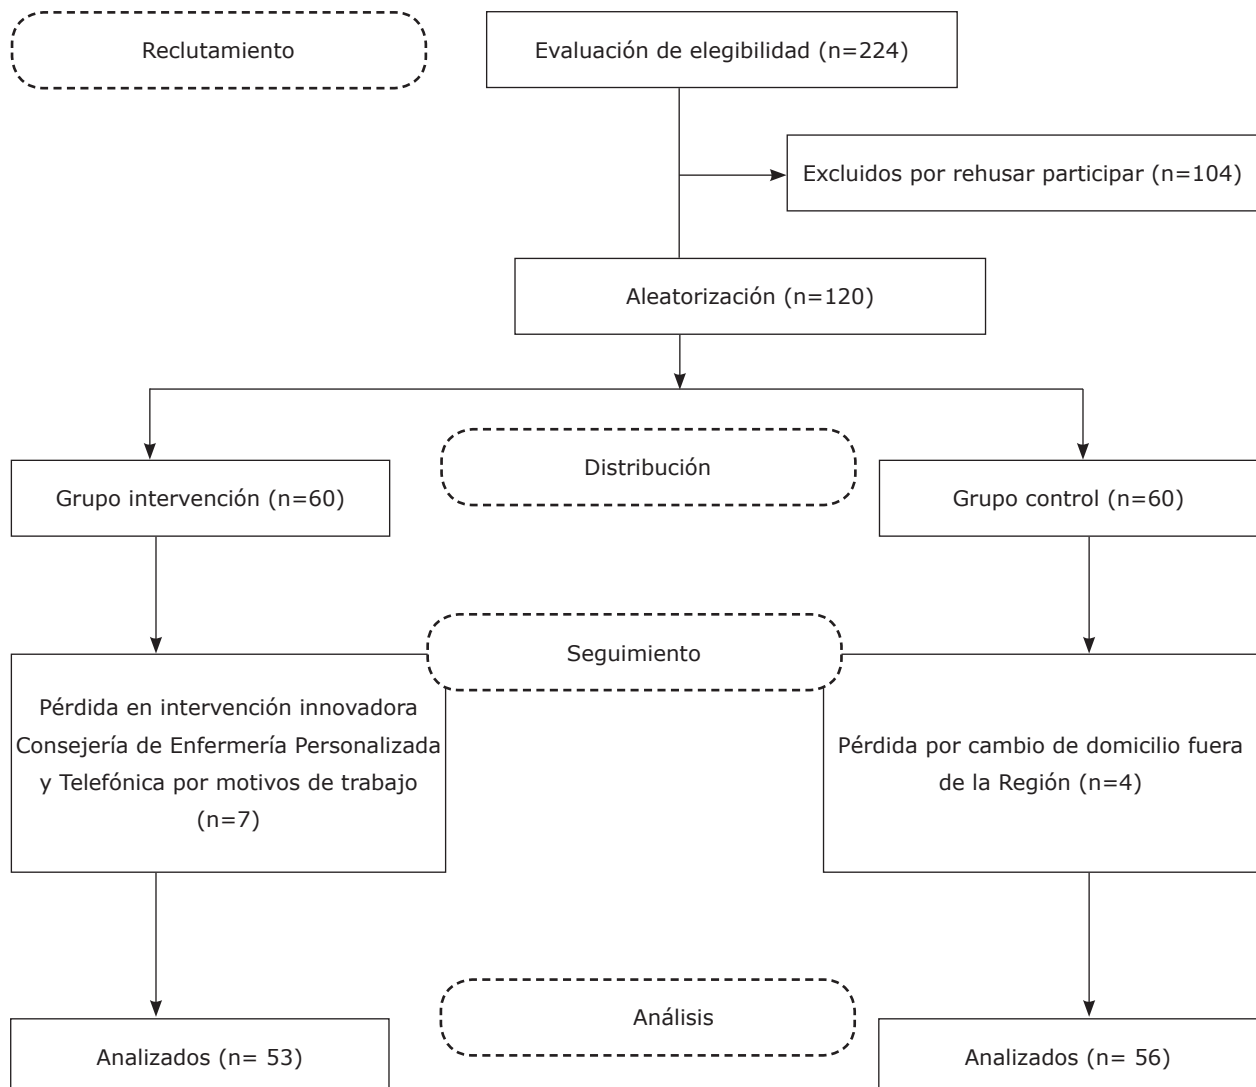 Reclutamiento
Evaluación de elegibilidad (n=224)
Excluidos por rehusar participar (n=104)
Aleatorización (n=120)
Distribución
Grupo intervención (n=60)
Grupo control (n=60)
Seguimiento
Pérdida en intervención innovadora
Consejería de Enfermería Personalizada
y Telefónica por motivos de trabajo
(n=7)
Pérdida por cambio de domicilio fuera
de la Región (n=4)
Análisis
Analizados (n= 53)
Analizados (n= 56)